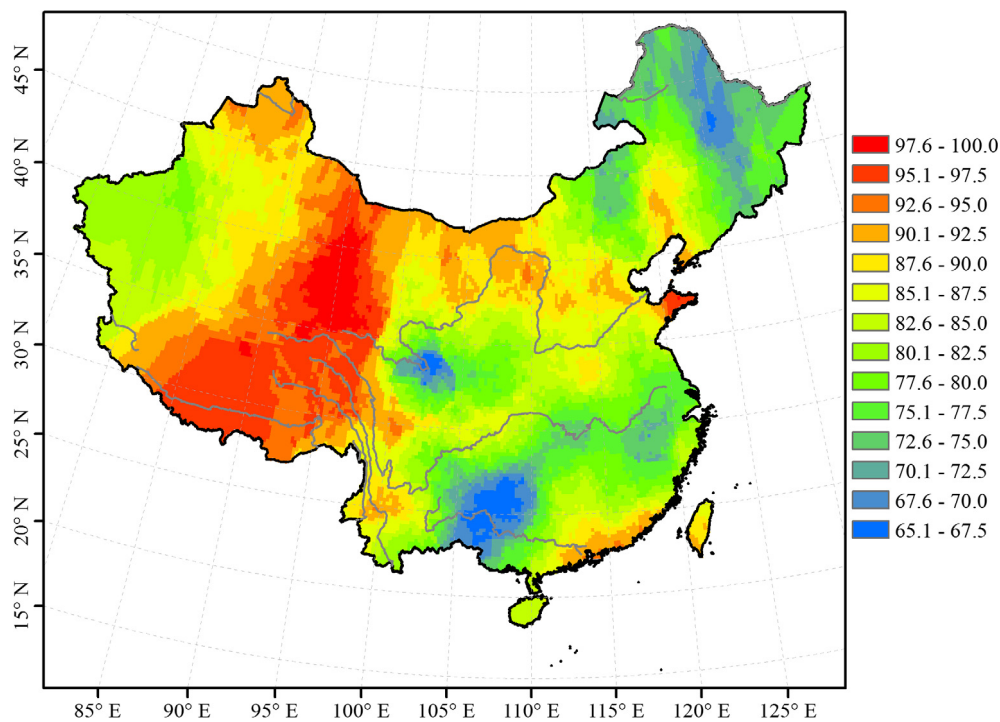 45° N
40° N
35° N
30° N
25° N
20° N
15° N
97.6 - 100.0
95.1 - 97.5
92.6 - 95.0
90.1 - 92.5
87.6 - 90.0
85.1 - 87.5
82.6 - 85.0
80.1 - 82.5
77.6 - 80.0
75.1 - 77.5
72.6 - 75.0
70.1 - 72.5
67.6 - 70.0
65.1 - 67.5
85° E 90° E 95° E 100° E 105° E 110° E 115° E 120° E 125° E